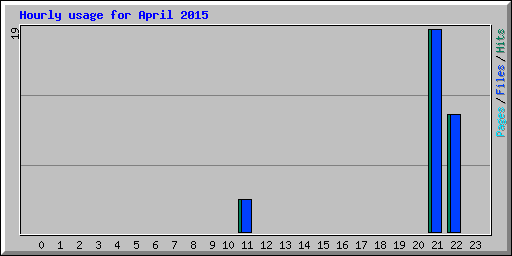 Hourly usage for April 2015
19
Pages/Files/Hits
0 1 2 3 4 5 6 7 8 9 10 11 12 13 14 15 16 17 18 19 20 21 22 23